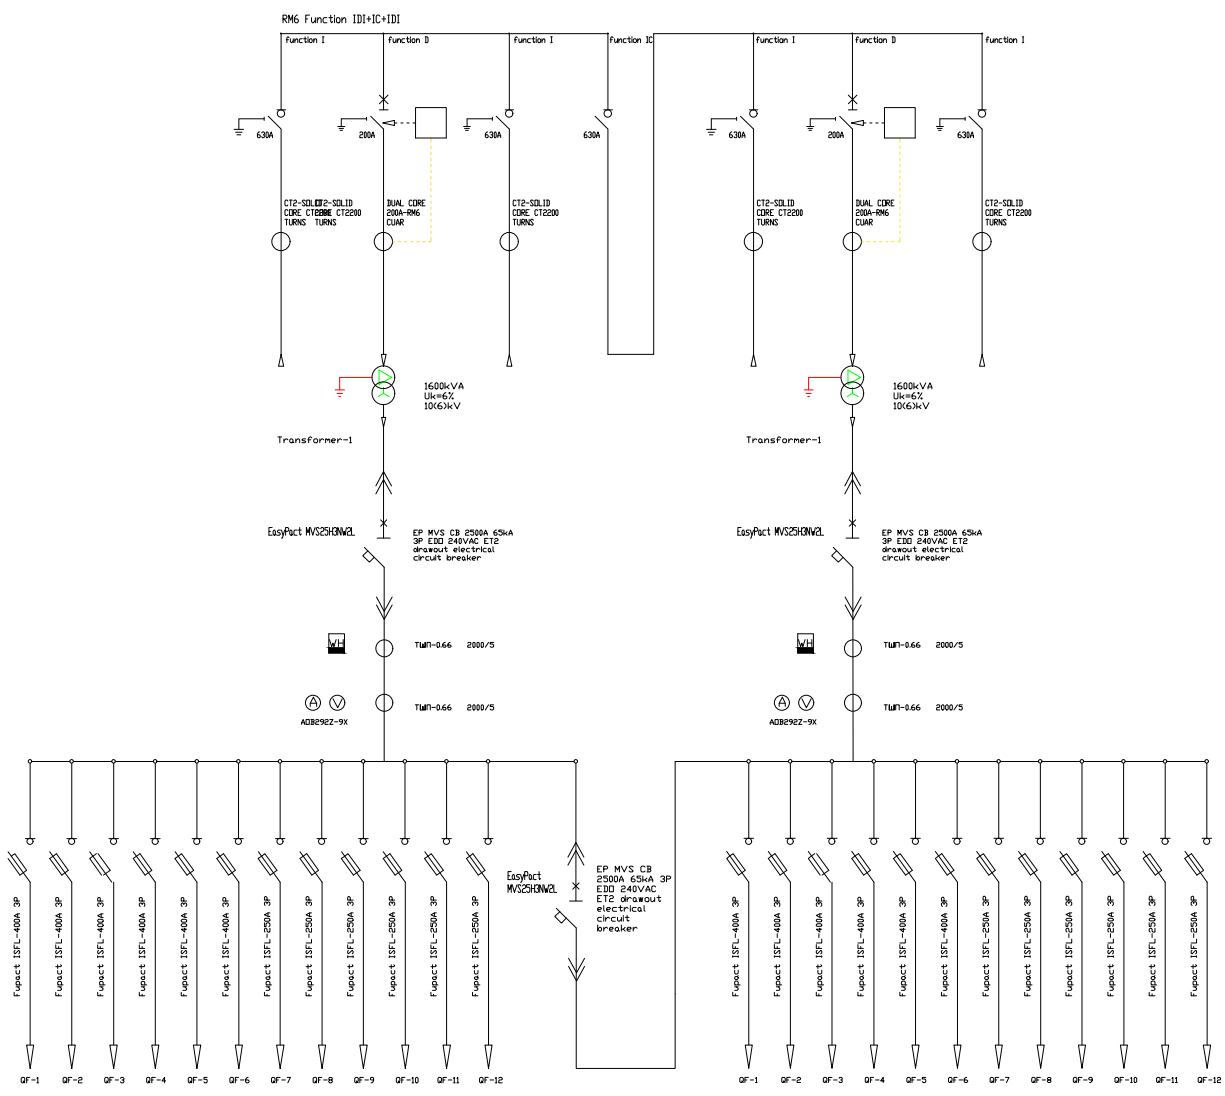 RM6 Function IDI+IC+IDI
function I
function D
function I
function IC
function I
function D
function I
630A
200A
630A
630A
630A
200A
630A
CT2-SOLID
CORE CT2200
TURNS
CT2-SOLID
CORE CT2200
TURNS
DUAL CORE
200A-RM6
CUAR
CT2-SOLID
CORE CT2200
TURNS
CT2-SOLID
CORE CT2200
TURNS
DUAL CORE
200A-RM6
CUAR
CT2-SOLID
CORE CT2200
TURNS
1600kVA
Uk=6%
10(6)kV
1600kVA
Uk=6%
10(6)kV
Transformer-1
Transformer-1
EasyPact MVS25H3NW2L
EP MVS CB 2500A 65kA
3P EDO 240VAC ET2
drawout electrical
circuit breaker
EasyPact MVS25H3NW2L
EP MVS CB 2500A 65kA
3P EDO 240VAC ET2
drawout electrical
circuit breaker
WH
TШП-0.66 2000/5
WH
TШП-0.66 2000/5
A V
TШП-0.66 2000/5
A V
TШП-0.66 2000/5
AOB292Z-9X
AOB292Z-9X
EasyPact
MVS25H3NW2L
EP MVS CB
2500A 65kA 3P
EDO 240VAC
ET2 drawout
electrical
circuit
breaker
Fupact ISFL-400A 3P
Fupact ISFL-400A 3P
Fupact ISFL-400A 3P
Fupact ISFL-400A 3P
Fupact ISFL-400A 3P
Fupact ISFL-400A 3P
Fupact ISFL-250A 3P
Fupact ISFL-250A 3P
Fupact ISFL-250A 3P
Fupact ISFL-250A 3P
Fupact ISFL-250A 3P
Fupact ISFL-250A 3P
Fupact ISFL-400A 3P
Fupact ISFL-400A 3P
Fupact ISFL-400A 3P
Fupact ISFL-400A 3P
Fupact ISFL-400A 3P
Fupact ISFL-400A 3P
Fupact ISFL-250A 3P
Fupact ISFL-250A 3P
Fupact ISFL-250A 3P
Fupact ISFL-250A 3P
Fupact ISFL-250A 3P
Fupact ISFL-250A 3P
QF-1
QF-2
QF-3
QF-4
QF-5
QF-6
QF-7
QF-8
QF-9
QF-10
QF-11
QF-12
QF-1
QF-2
QF-3
QF-4
QF-5
QF-6
QF-7
QF-8
QF-9
QF-10
QF-11
QF-12